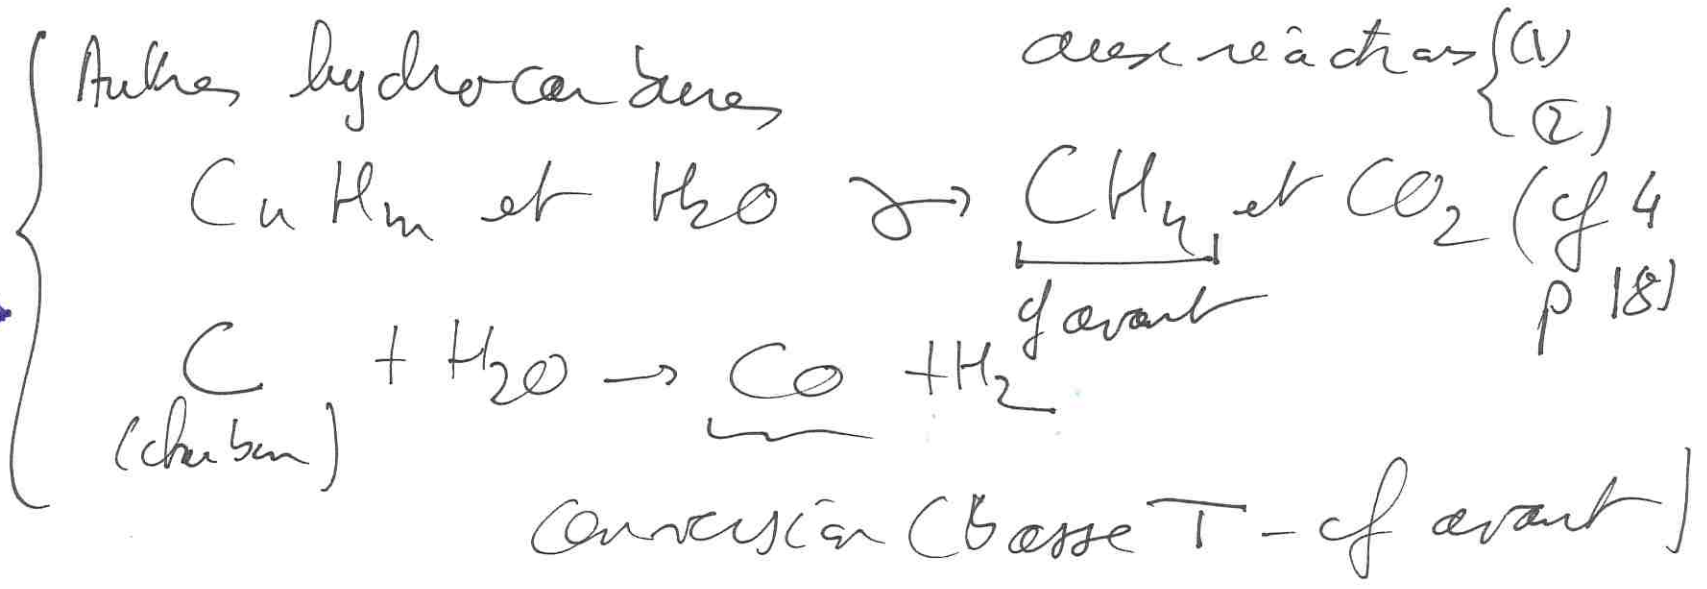 Autres hydrocarbures
deux réactions { (1)
(2)
CnHm et H2O → CH4 et CO2 (cf 4
p 18)
cf avant
C + H2O → CO + H2
(charbon)
conversion (basse T - cf avant)